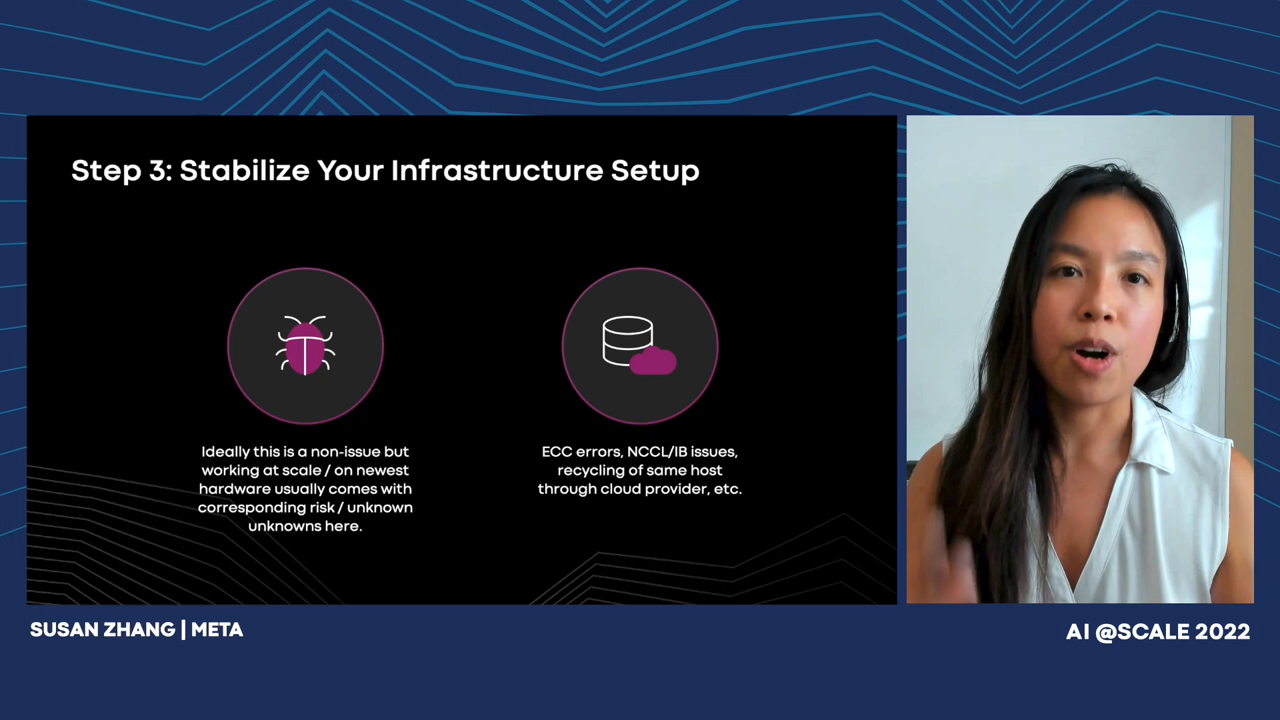 Step 3: Stabilize Your Infrastructure Setup
Ideally this is a non-issue but
working at scale / on newest
hardware usually comes with
corresponding risk / unknown
unknowns here.
ECC errors, NCCL/IB issues,
recycling of same host
through cloud provider, etc.
SUSAN ZHANG | META
AI @SCALE 2022